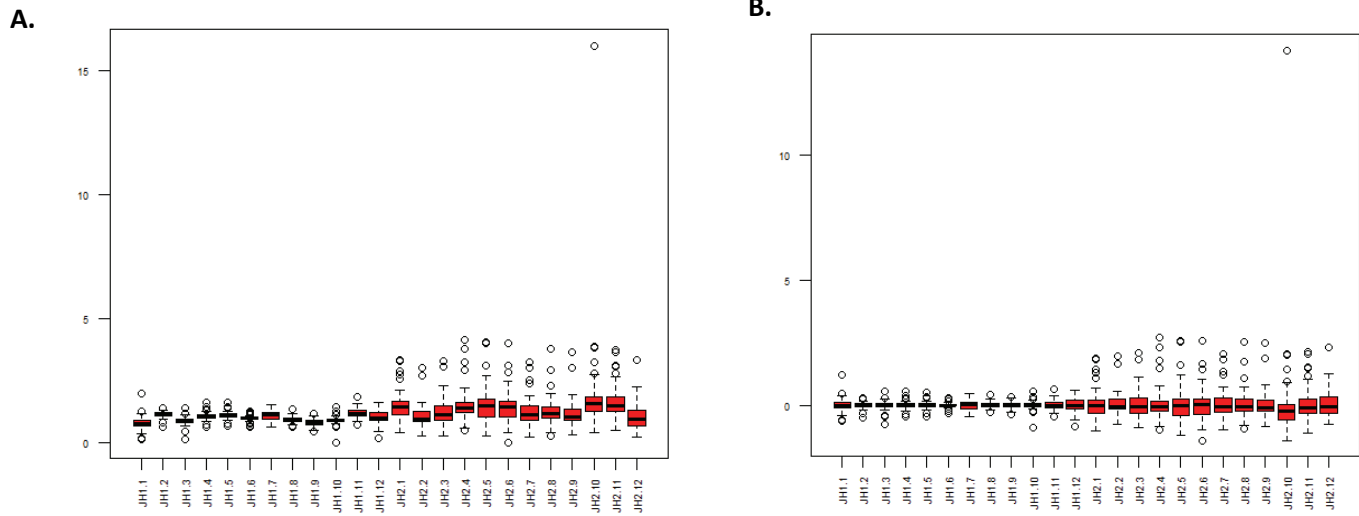 A.
15
10
5
0
JH1.1
JH1.2
JH1.3
JH1.4
JH1.5
JH1.6
JH1.7
JH1.8
JH1.9
JH1.10
JH1.11
JH1.12
JH2.1
JH2.2
JH2.3
JH2.4
JH2.5
JH2.6
JH2.7
JH2.8
JH2.9
JH2.10
JH2.11
JH2.12
B.
10
5
0
JH1.1
JH1.2
JH1.3
JH1.4
JH1.5
JH1.6
JH1.7
JH1.8
JH1.9
JH1.10
JH1.11
JH1.12
JH2.1
JH2.2
JH2.3
JH2.4
JH2.5
JH2.6
JH2.7
JH2.8
JH2.9
JH2.10
JH2.11
JH2.12